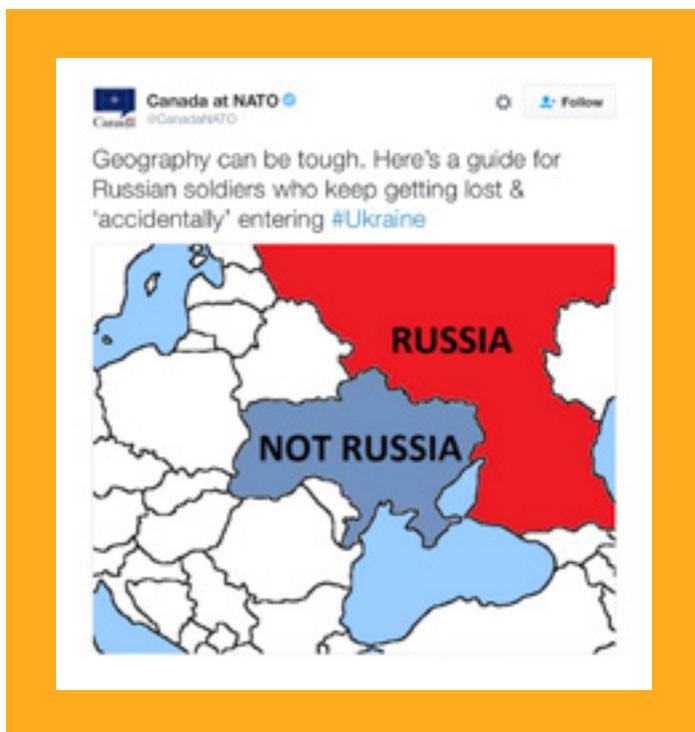 Canada at NATO
@CanadaNATO
Follow
Canada
Geography can be tough. Here's a guide for
Russian soldiers who keep getting lost &
'accidentally' entering #Ukraine
RUSSIA
NOT RUSSIA